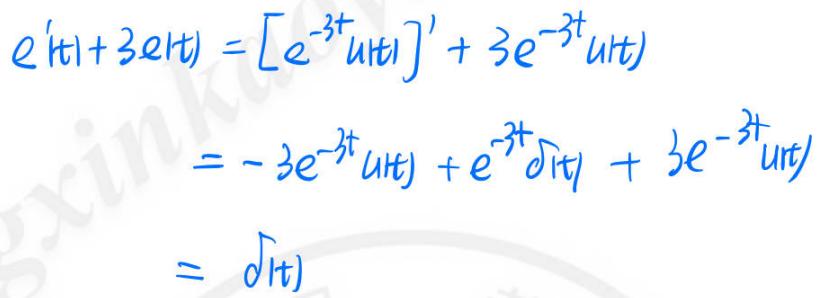 e'(t)+3e(t) = [e^{-3t}u(t)]' + 3e^{-3t}u(t)
= -3e^{-3t}u(t) + e^{-3t}δ(t) + 3e^{-3t}u(t)
= δ(t)